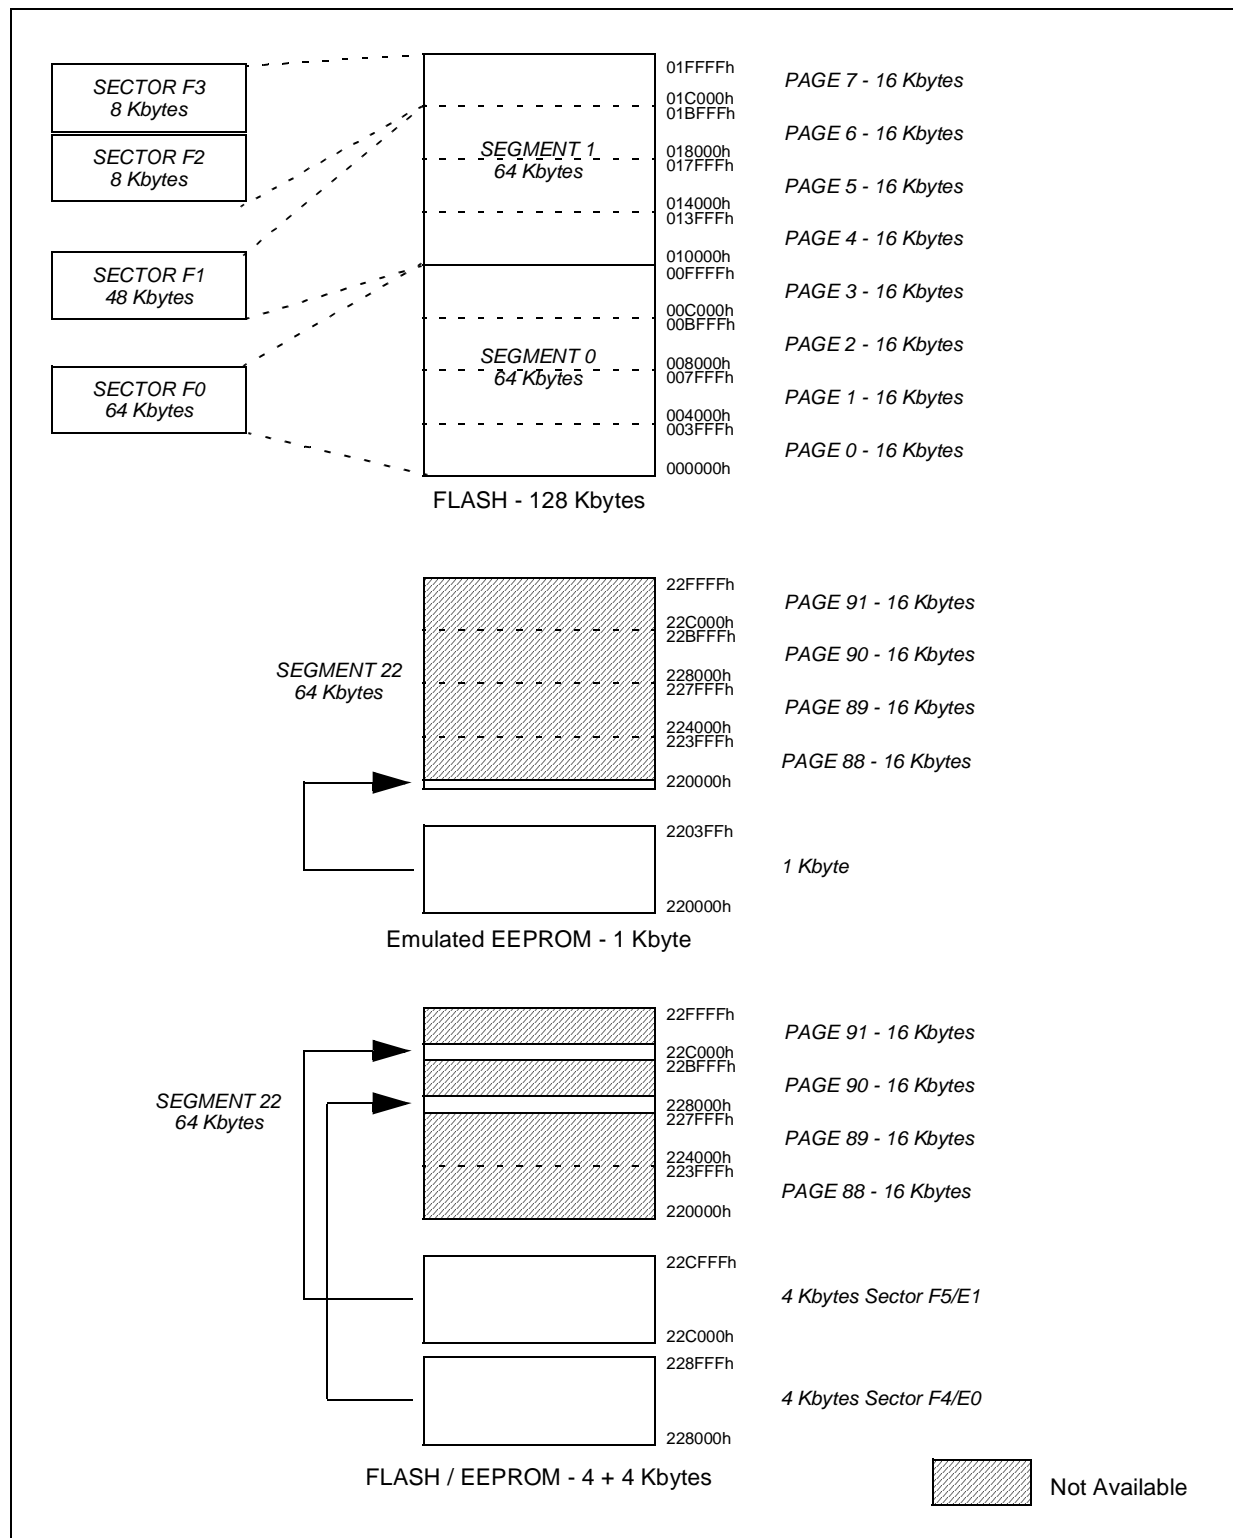 SECTOR F3
8 Kbytes
SECTOR F2
8 Kbytes
SECTOR F1
48 Kbytes
SECTOR F0
64 Kbytes
SEGMENT 1
64 Kbytes
SEGMENT 0
64 Kbytes
01FFFFh
01C000h
01BFFFh
018000h
017FFFh
014000h
013FFFh
010000h
00FFFFh
00C000h
00BFFFh
008000h
007FFFh
004000h
003FFFh
000000h
PAGE 7 - 16 Kbytes
PAGE 6 - 16 Kbytes
PAGE 5 - 16 Kbytes
PAGE 4 - 16 Kbytes
PAGE 3 - 16 Kbytes
PAGE 2 - 16 Kbytes
PAGE 1 - 16 Kbytes
PAGE 0 - 16 Kbytes
FLASH - 128 Kbytes
SEGMENT 22
64 Kbytes
22FFFFh
22C000h
22BFFFh
228000h
227FFFh
224000h
223FFFh
220000h
PAGE 91 - 16 Kbytes
PAGE 90 - 16 Kbytes
PAGE 89 - 16 Kbytes
PAGE 88 - 16 Kbytes
2203FFh
1 Kbyte
220000h
Emulated EEPROM - 1 Kbyte
SEGMENT 22
64 Kbytes
22FFFFh
22C000h
22BFFFh
228000h
227FFFh
224000h
223FFFh
220000h
PAGE 91 - 16 Kbytes
PAGE 90 - 16 Kbytes
PAGE 89 - 16 Kbytes
PAGE 88 - 16 Kbytes
22CFFFh
4 Kbytes Sector F5/E1
22C000h
228FFFh
4 Kbytes Sector F4/E0
228000h
FLASH / EEPROM - 4 + 4 Kbytes
Not Available